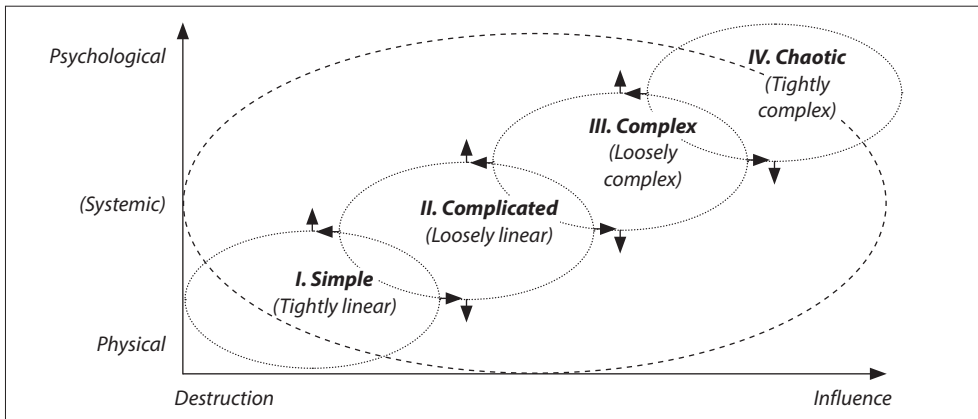 Psychological
IV. Chaotic
(Tightly
complex)
III. Complex
(Loosely
complex)
(Systemic)
II. Complicated
(Loosely linear)
I. Simple
(Tightly linear)
Physical
Destruction
Influence